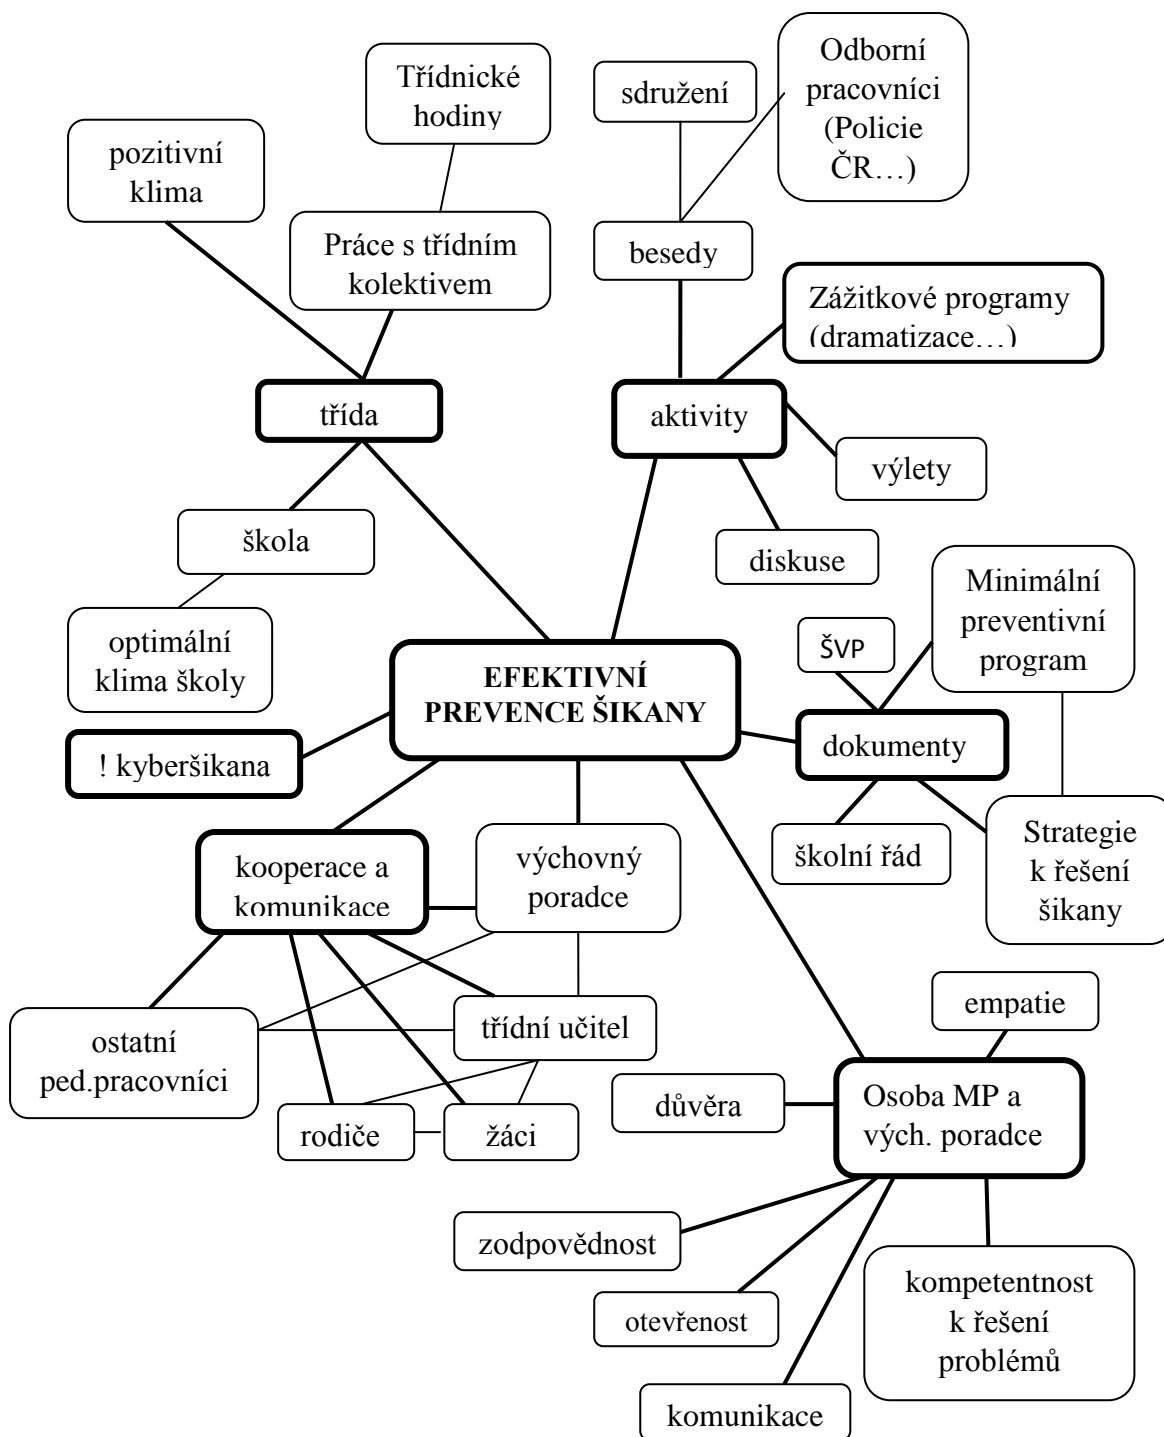 Třídnické
hodiny
sdružení
Odborní
pracovníci
(Policie
ČR…)
pozitivní
klima
Práce s třídním
kolektivem
besedy
Zážitkové programy
(dramatizace…)
třída
aktivity
výlety
škola
diskuse
optimální
klima školy
EFEKTIVNÍ
PREVENCE ŠIKANY
ŠVP
Minimální
preventivní
program
! kyberšikana
dokumenty
kooperace a
komunikace
výchovný
poradce
školní řád
Strategie
k řešení
šikany
ostatní
ped.pracovníci
třídní učitel
empatie
rodiče
žáci
důvěra
Osoba MP a
vých. poradce
zodpovědnost
otevřenost
kompetentnost
k řešení
problémů
komunikace